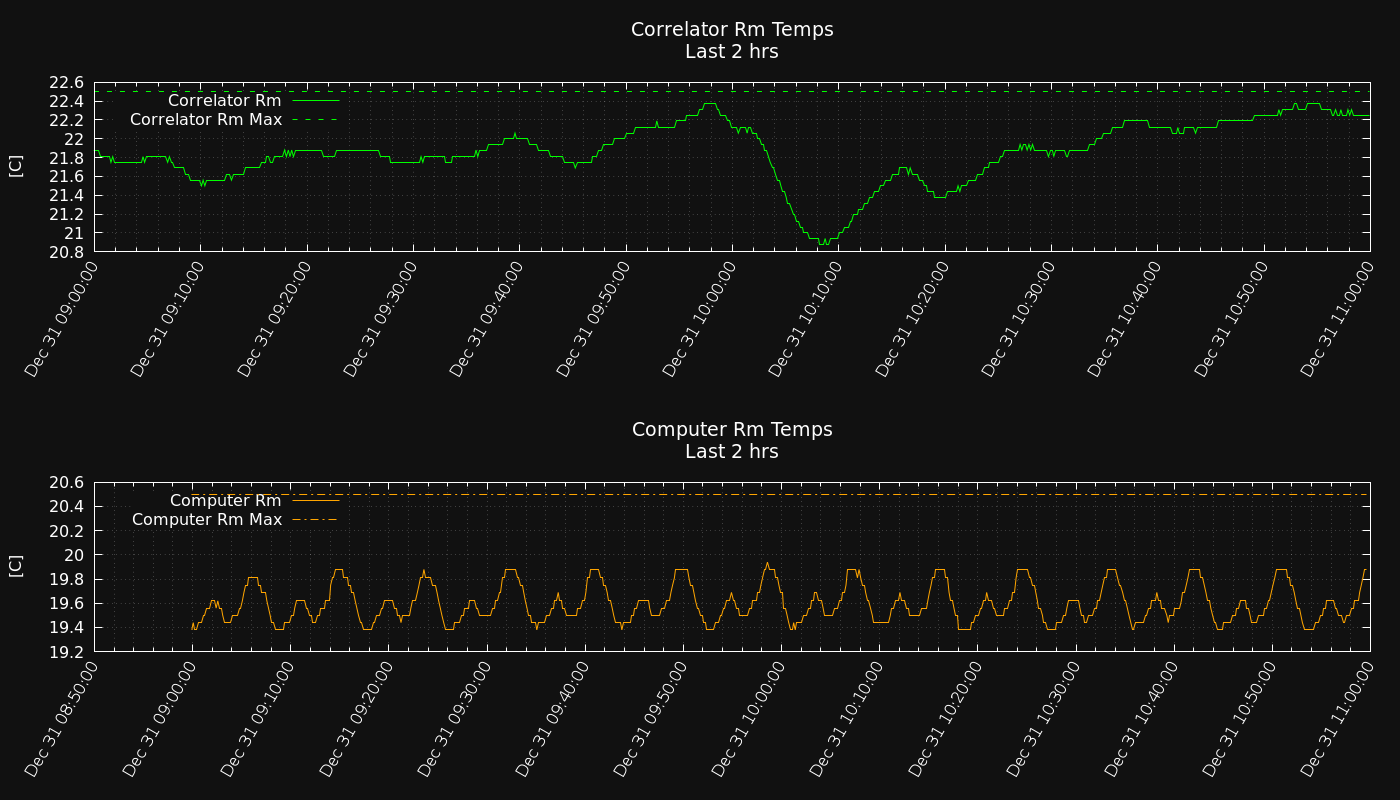 Correlator Rm Temps
Last 2 hrs
22.6
22.4
22.2
22
21.8
21.6
21.4
21.2
21
20.8
[C]
Correlator Rm
Correlator Rm Max
Dec 31 09:00:00
Dec 31 09:10:00
Dec 31 09:20:00
Dec 31 09:30:00
Dec 31 09:40:00
Dec 31 09:50:00
Dec 31 10:00:00
Dec 31 10:10:00
Dec 31 10:20:00
Dec 31 10:30:00
Dec 31 10:40:00
Dec 31 10:50:00
Dec 31 11:00:00
Computer Rm Temps
Last 2 hrs
20.6
20.4
20.2
20
19.8
19.6
19.4
19.2
[C]
Computer Rm
Computer Rm Max
Dec 31 08:50:00
Dec 31 09:00:00
Dec 31 09:10:00
Dec 31 09:20:00
Dec 31 09:30:00
Dec 31 09:40:00
Dec 31 09:50:00
Dec 31 10:00:00
Dec 31 10:10:00
Dec 31 10:20:00
Dec 31 10:30:00
Dec 31 10:40:00
Dec 31 10:50:00
Dec 31 11:00:00